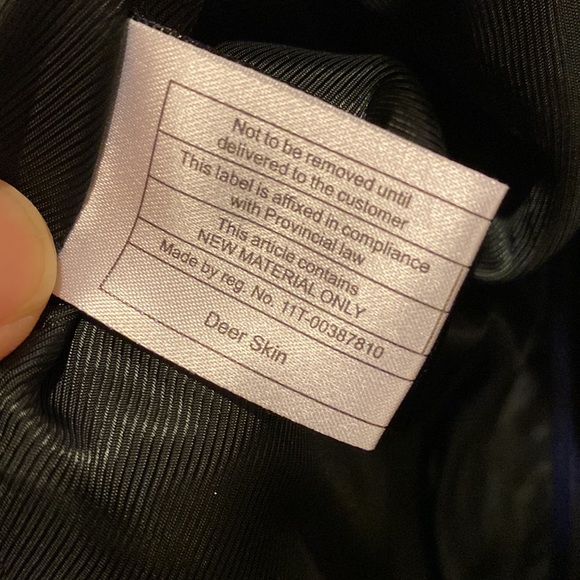 Not to be removed until
delivered to the customer
This label is affixed in compliance
with Provincial law
This article contains
NEW MATERIAL ONLY
Made by reg. No. 11T-00387810
Deer Skin